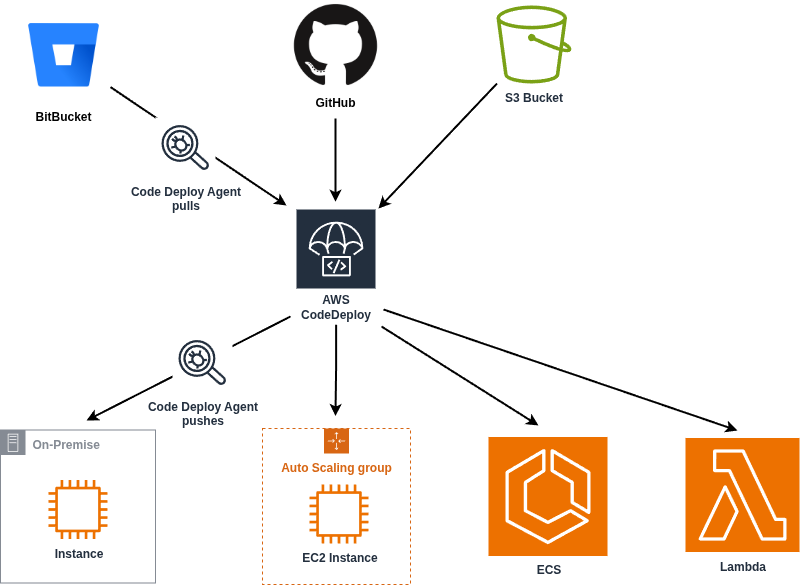 BitBucket
GitHub
S3 Bucket
Code Deploy Agent
pulls
</>
AWS
CodeDeploy
Code Deploy Agent
pushes
On-Premise
Instance
Auto Scaling group
EC2 Instance
ECS
Lambda